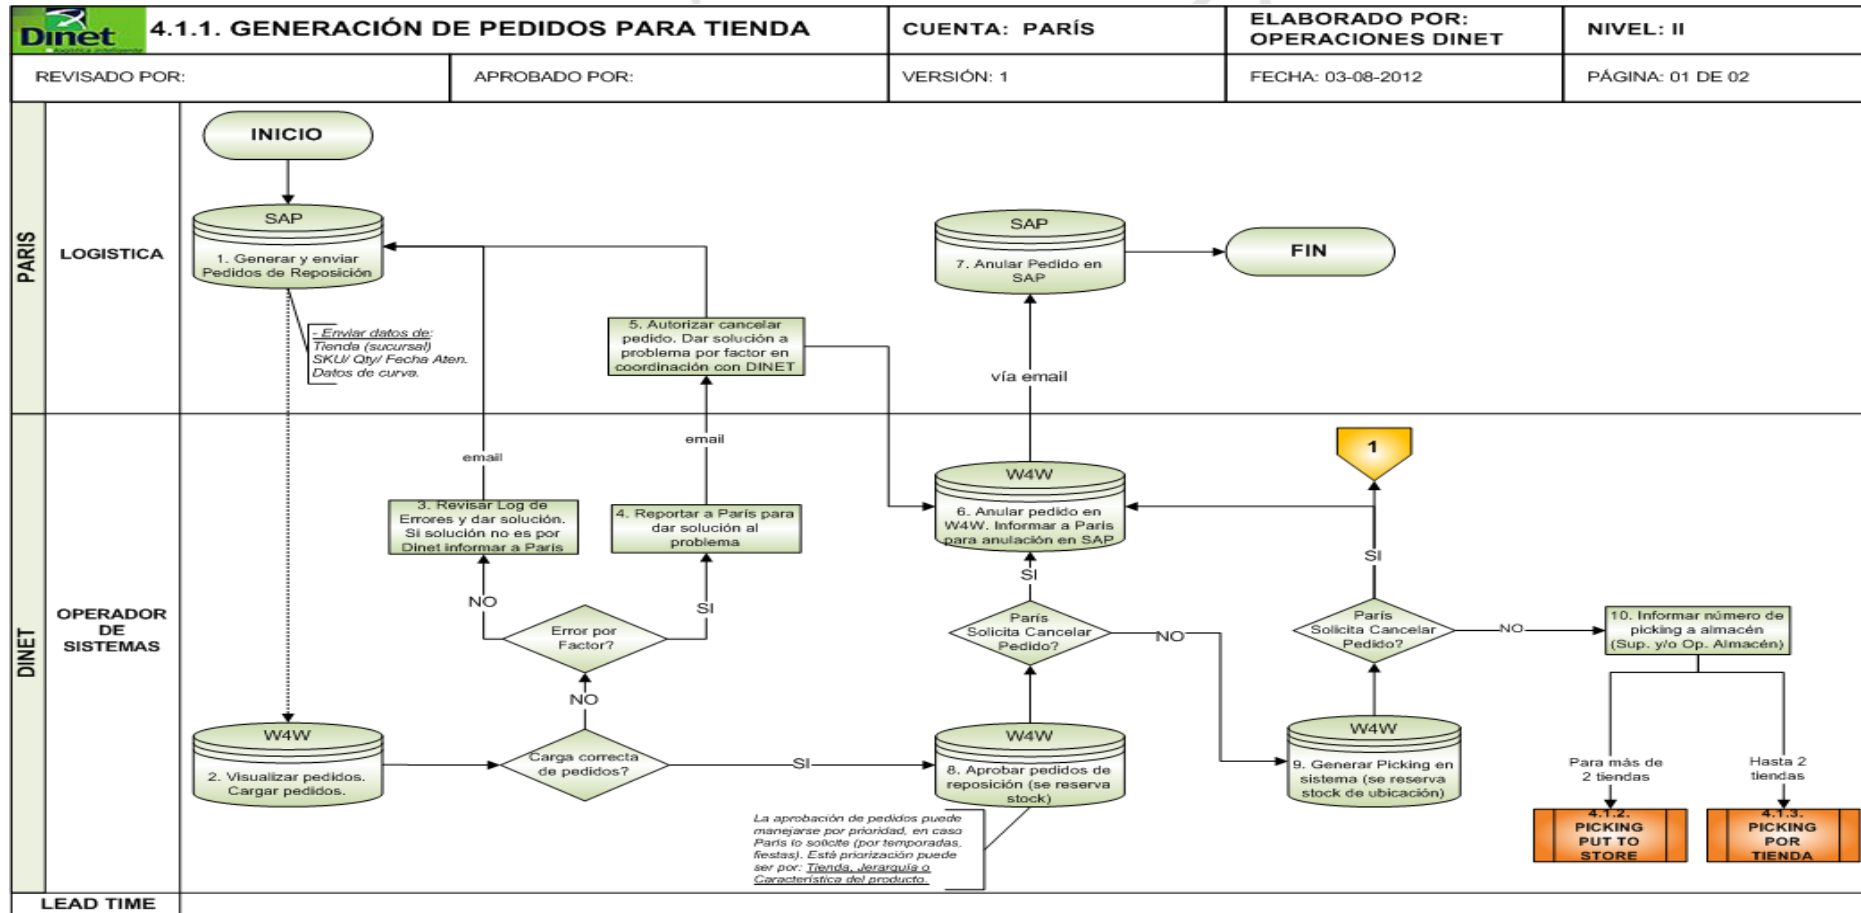 Dinet
logística inteligente
4.1.1. GENERACIÓN DE PEDIDOS PARA TIENDA
CUENTA: PARÍS
ELABORADO POR:
OPERACIONES DINET
NIVEL: II
REVISADO POR:
APROBADO POR:
VERSIÓN: 1
FECHA: 03-08-2012
PÁGINA: 01 DE 02
PARIS
LOGISTICA
INICIO
SAP
1. Generar y enviar
Pedidos de Reposición
- Enviar datos de:
Tienda (sucursal)
SKU/ Qty/ Fecha Aten.
Datos de curva.
5. Autorizar cancelar
pedido. Dar solución a
problema por factor en
coordinación con DINET
SAP
7. Anular Pedido en
SAP
FIN
vía email
DINET
OPERADOR
DE
SISTEMAS
email
email
3. Revisar Log de
Errores y dar solución.
Si solución no es por
Dinet informar a París
4. Reportar a París para
dar solución al
problema
W4W
6. Anular pedido en
W4W. Informar a Paris
para anulación en SAP
1
SI
SI
NO
SI
Error por
Factor?
París
Solicita Cancelar
Pedido?
NO
París
Solicita Cancelar
Pedido?
NO
10. Informar número de
picking a almacén
(Sup. y/o Op. Almacén)
NO
W4W
2. Visualizar pedidos.
Cargar pedidos.
Carga correcta
de pedidos?
SI
W4W
8. Aprobar pedidos de
reposición (se reserva
stock)
W4W
9. Generar Picking en
sistema (se reserva
stock de ubicación)
Para más de
2 tiendas
Hasta 2
tiendas
4.1.2.
PICKING
PUT TO
STORE
4.1.3.
PICKING
POR
TIENDA
La aprobación de pedidos puede
manejarse por prioridad, en caso
París lo solicite (por temporadas,
fiestas). Está priorización puede
ser por: Tienda, Jerarquía o
Característica del producto.
LEAD TIME